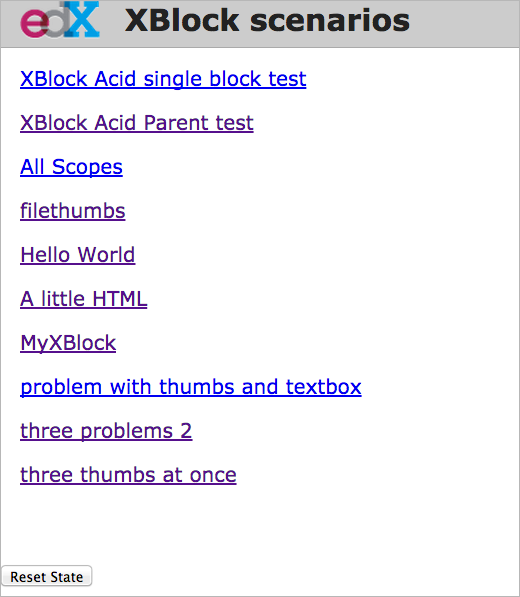 edX XBlock scenarios
XBlock Acid single block test
XBlock Acid Parent test
All Scopes
filethumbs
Hello World
A little HTML
MyXBlock
problem with thumbs and textbox
three problems 2
three thumbs at once
Reset State